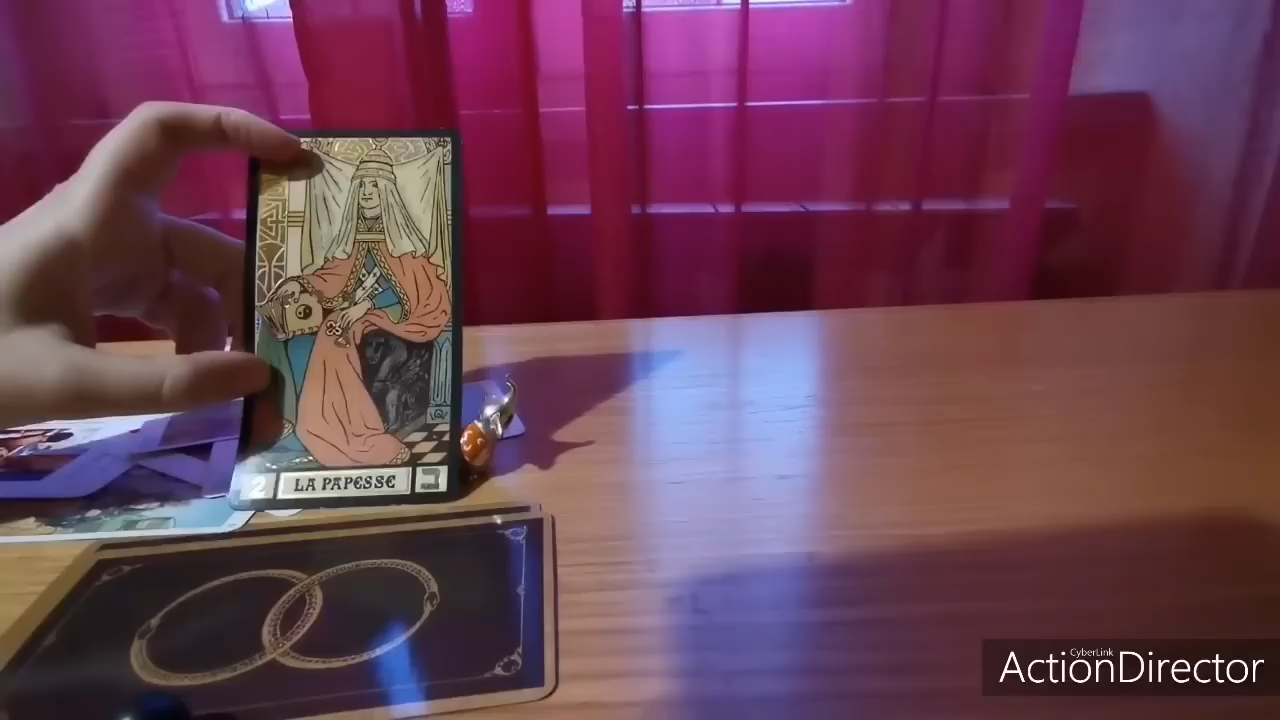 2 LA PAPESSE ב
CyberLink
ActionDirector